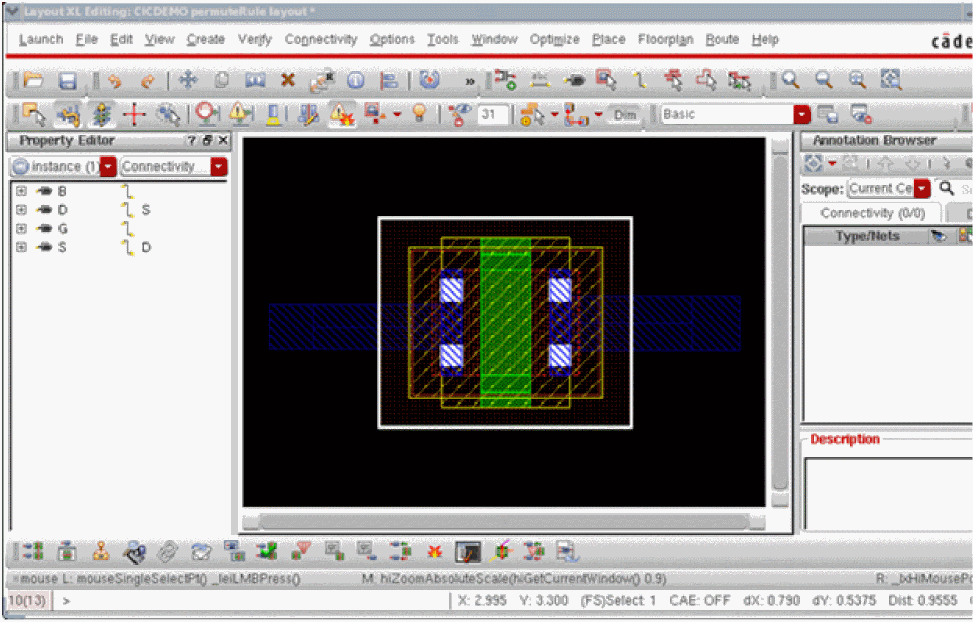 Layout XL Editing: CICDEMO permuteRule layout *
Launch File Edit View Create Verify Connectivity Options Tools Window Optimize Place Floorplan Route Help
cāde
» 31 Dim Basic
Property Editor ? X
Annotation Browser
instance (1) Connectivity
Scope: Current Ce
B
D S
G
S D
Connectivity (0/0)
Type/Nets
Description
mouse L: mouseSingleSelectPt() _leiLMBPress() M: hiZoomAbsoluteScale(hiGetCurrentWindow() 0.9) R: _lxHiMousePo
10(13) > X: 2.995 Y: 3.300 (FS)Select: 1 CAE: OFF dX: 0.790 dY: 0.5375 Dist: 0.9555